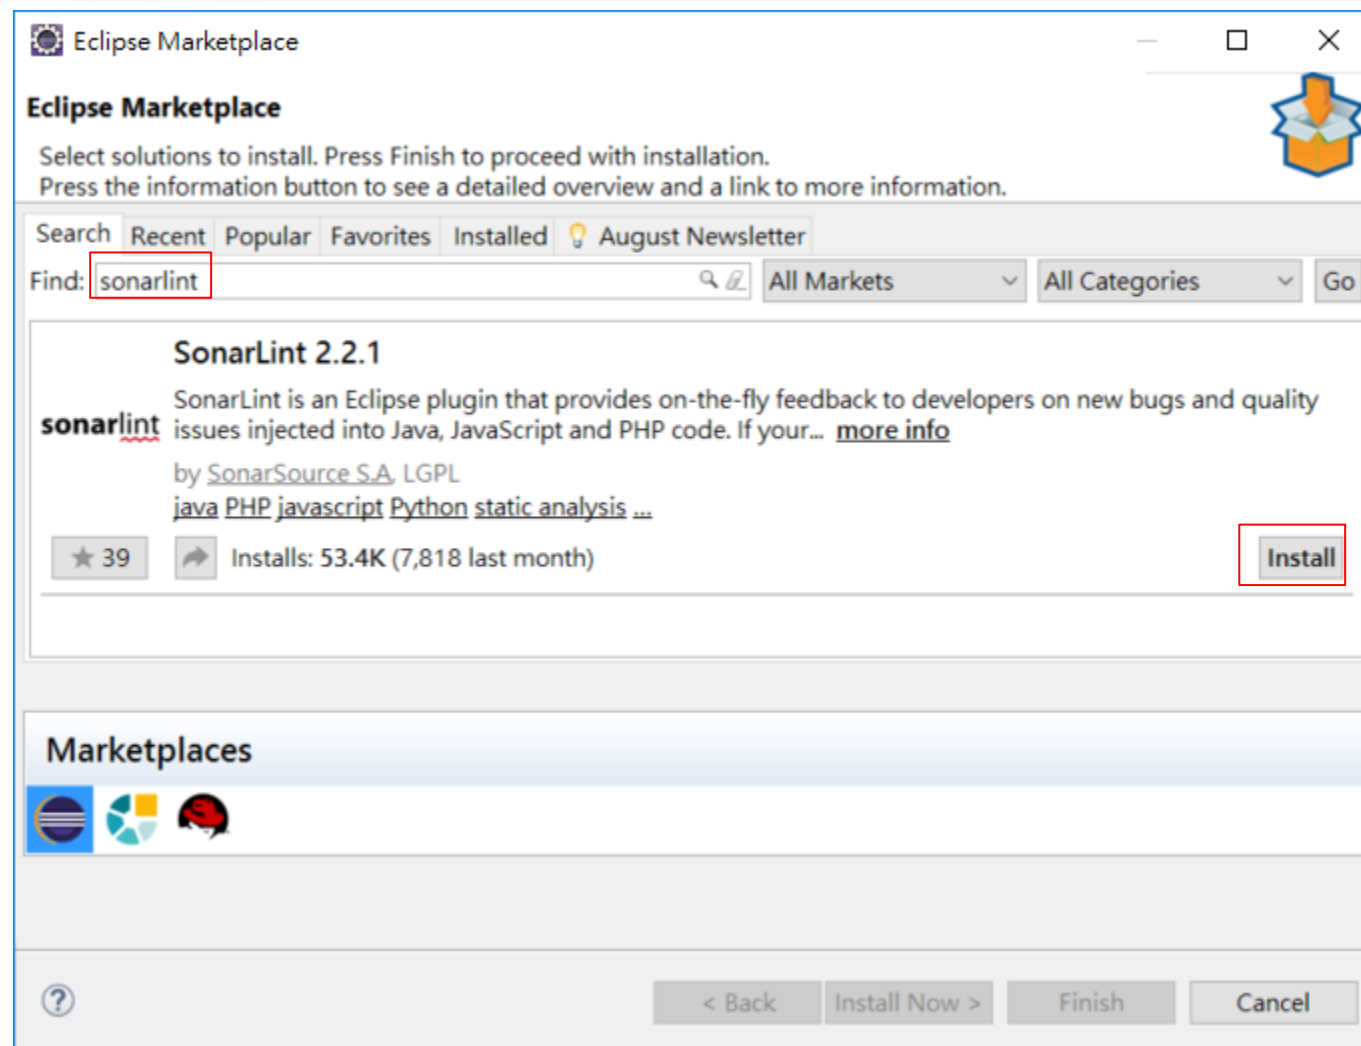 Eclipse Marketplace
Eclipse Marketplace
Select solutions to install. Press Finish to proceed with installation.
Press the information button to see a detailed overview and a link to more information.
Search Recent Popular Favorites Installed August Newsletter
Find: sonarlint All Markets All Categories Go
SonarLint 2.2.1
SonarLint is an Eclipse plugin that provides on-the-fly feedback to developers on new bugs and quality
sonarlint issues injected into Java, JavaScript and PHP code. If your... more info
by SonarSource S.A, LGPL
java PHP javascript Python static analysis ...
39 Installs: 53.4K (7,818 last month) Install
Marketplaces
? < Back Install Now > Finish Cancel